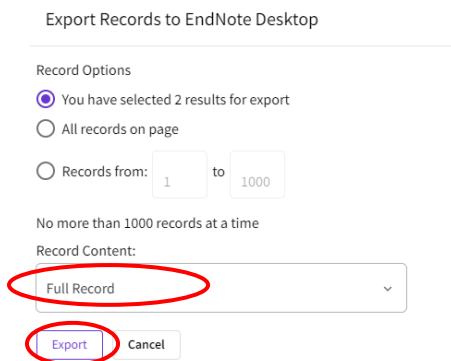 Export Records to EndNote Desktop
Record Options
You have selected 2 results for export
All records on page
Records from: 1 to 1000
No more than 1000 records at a time
Record Content:
Full Record
Export Cancel